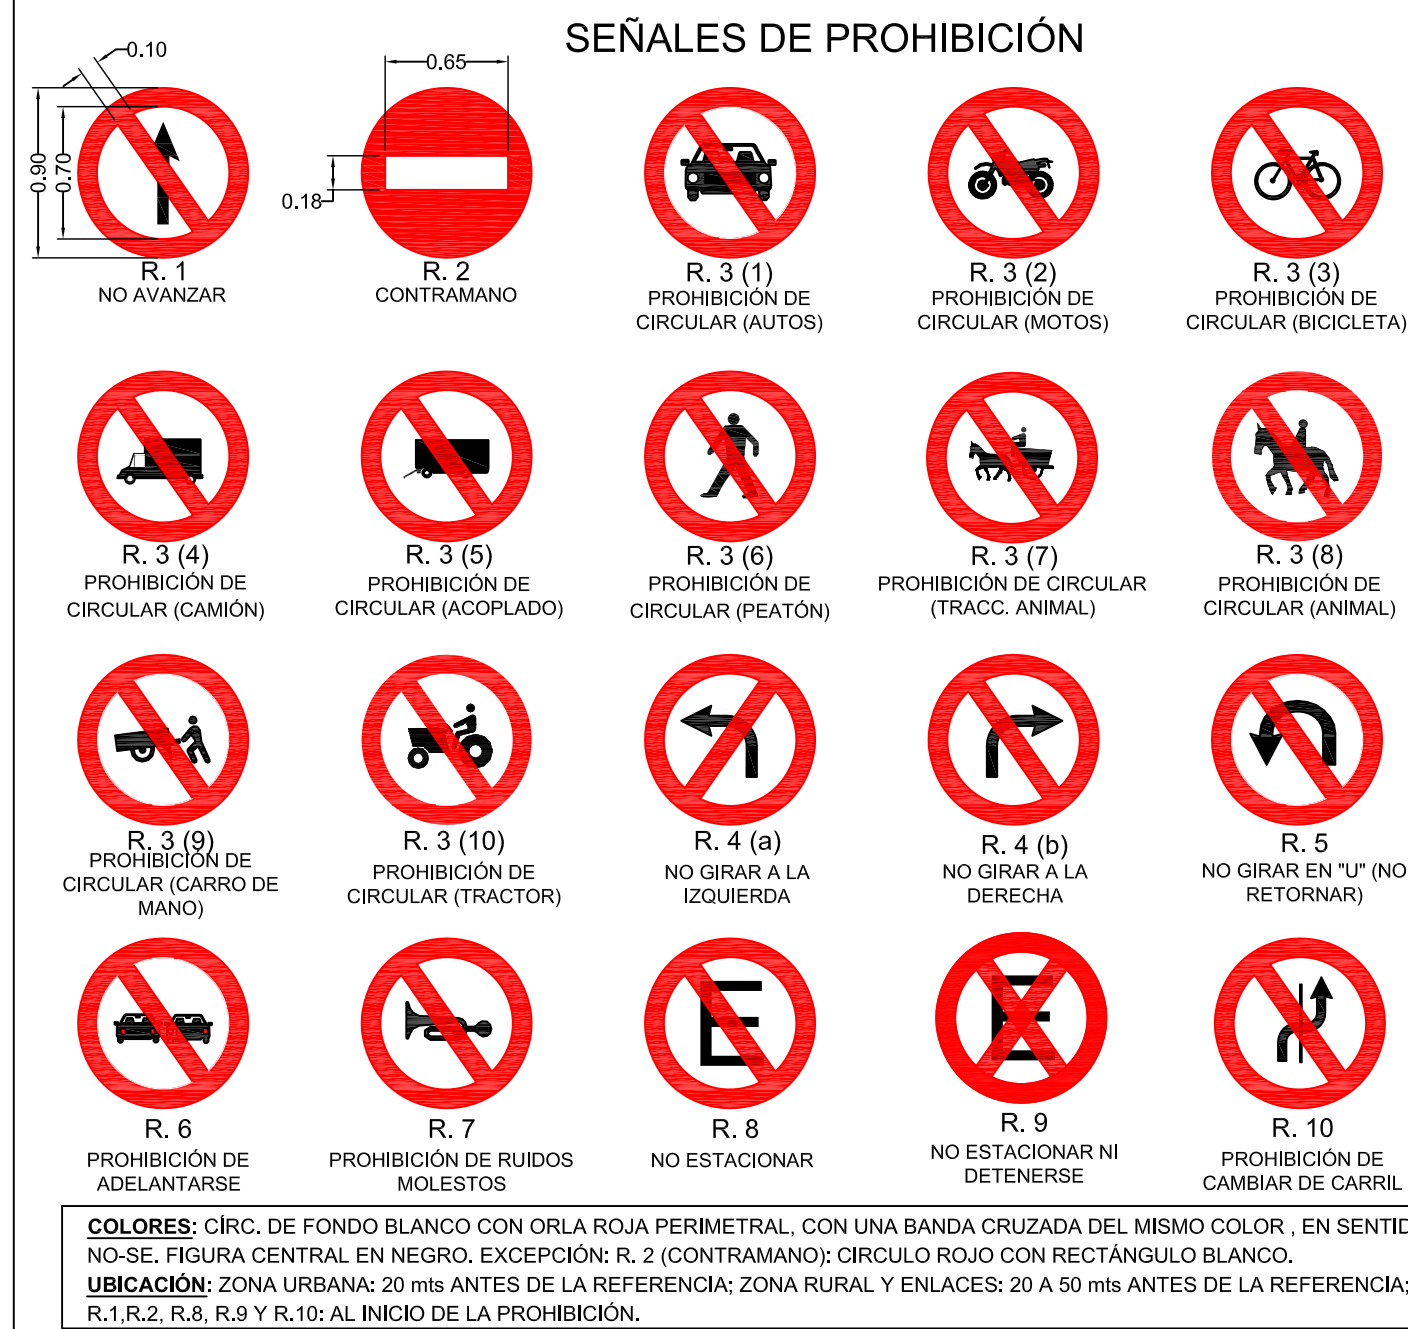 SEÑALES DE PROHIBICIÓN
0.10
0.90
0.70
R. 1
NO AVANZAR
0.65
0.18
R. 2
CONTRAMANO
R. 3 (1)
PROHIBICIÓN DE
CIRCULAR (AUTOS)
R. 3 (2)
PROHIBICIÓN DE
CIRCULAR (MOTOS)
R. 3 (3)
PROHIBICIÓN DE
CIRCULAR (BICICLETA)
R. 3 (4)
PROHIBICIÓN DE
CIRCULAR (CAMIÓN)
R. 3 (5)
PROHIBICIÓN DE
CIRCULAR (ACOPLADO)
R. 3 (6)
PROHIBICIÓN DE
CIRCULAR (PEATÓN)
R. 3 (7)
PROHIBICIÓN DE CIRCULAR
(TRACC. ANIMAL)
R. 3 (8)
PROHIBICIÓN DE
CIRCULAR (ANIMAL)
R. 3 (9)
PROHIBICIÓN DE
CIRCULAR (CARRO DE
MANO)
R. 3 (10)
PROHIBICIÓN DE
CIRCULAR (TRACTOR)
R. 4 (a)
NO GIRAR A LA
IZQUIERDA
R. 4 (b)
NO GIRAR A LA
DERECHA
R. 5
NO GIRAR EN "U" (NO
RETORNAR)
R. 6
PROHIBICIÓN DE
ADELANTARSE
R. 7
PROHIBICIÓN DE RUIDOS
MOLESTOS
E
R. 8
NO ESTACIONAR
E
R. 9
NO ESTACIONAR NI
DETENERSE
R. 10
PROHIBICIÓN DE
CAMBIAR DE CARRIL
COLORES: CÍRC. DE FONDO BLANCO CON ORLA ROJA PERIMETRAL, CON UNA BANDA CRUZADA DEL MISMO COLOR , EN SENTID
NO-SE. FIGURA CENTRAL EN NEGRO. EXCEPCIÓN: R. 2 (CONTRAMANO): CIRCULO ROJO CON RECTÁNGULO BLANCO.
UBICACIÓN: ZONA URBANA: 20 mts ANTES DE LA REFERENCIA; ZONA RURAL Y ENLACES: 20 A 50 mts ANTES DE LA REFERENCIA;
R.1,R.2, R.8, R.9 Y R.10: AL INICIO DE LA PROHIBICIÓN.